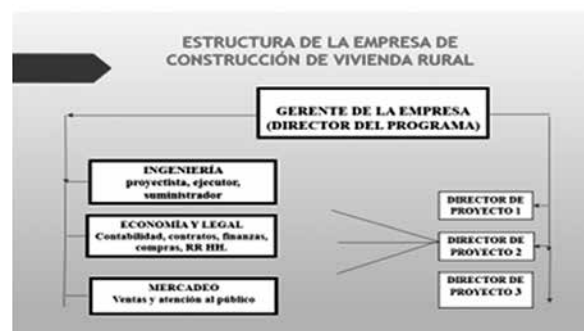 ESTRUCTURA DE LA EMPRESA DE
CONSTRUCCIÓN DE VIVIENDA RURAL
GERENTE DE LA EMPRESA
(DIRECTOR DEL PROGRAMA)
INGENIERÍA
proyectista, ejecutor,
suministrador
ECONOMÍA Y LEGAL
Contabilidad, contratos, finanzas,
compras, RR HH.
MERCADEO
Ventas y atención al público
DIRECTOR DE
PROYECTO 1
DIRECTOR DE
PROYECTO 2
DIRECTOR DE
PROYECTO 3